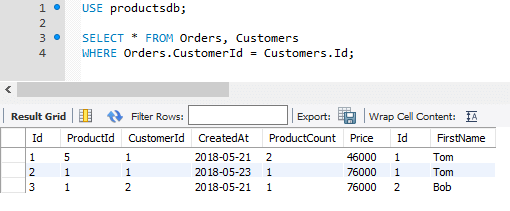 1 USE productsdb;
2
3 SELECT * FROM Orders, Customers
4 WHERE Orders.CustomerId = Customers.Id;
Result Grid Filter Rows: Export: Wrap Cell Content: IA
Id ProductId CustomerId CreatedAt ProductCount Price Id FirstName
1 5 1 2018-05-21 2 46000 1 Tom
2 1 1 2018-05-23 1 76000 1 Tom
3 1 2 2018-05-21 1 76000 2 Bob